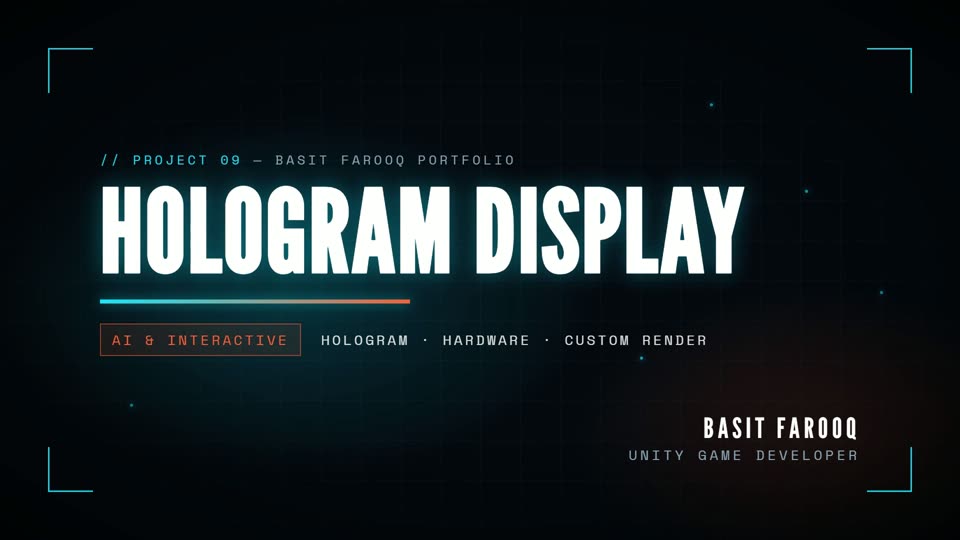 // PROJECT 09 — BASIT FAROOQ PORTFOLIO
HOLOGRAM DISPLAY
AI & INTERACTIVE HOLOGRAM · HARDWARE · CUSTOM RENDER
BASIT FAROOQ
UNITY GAME DEVELOPER